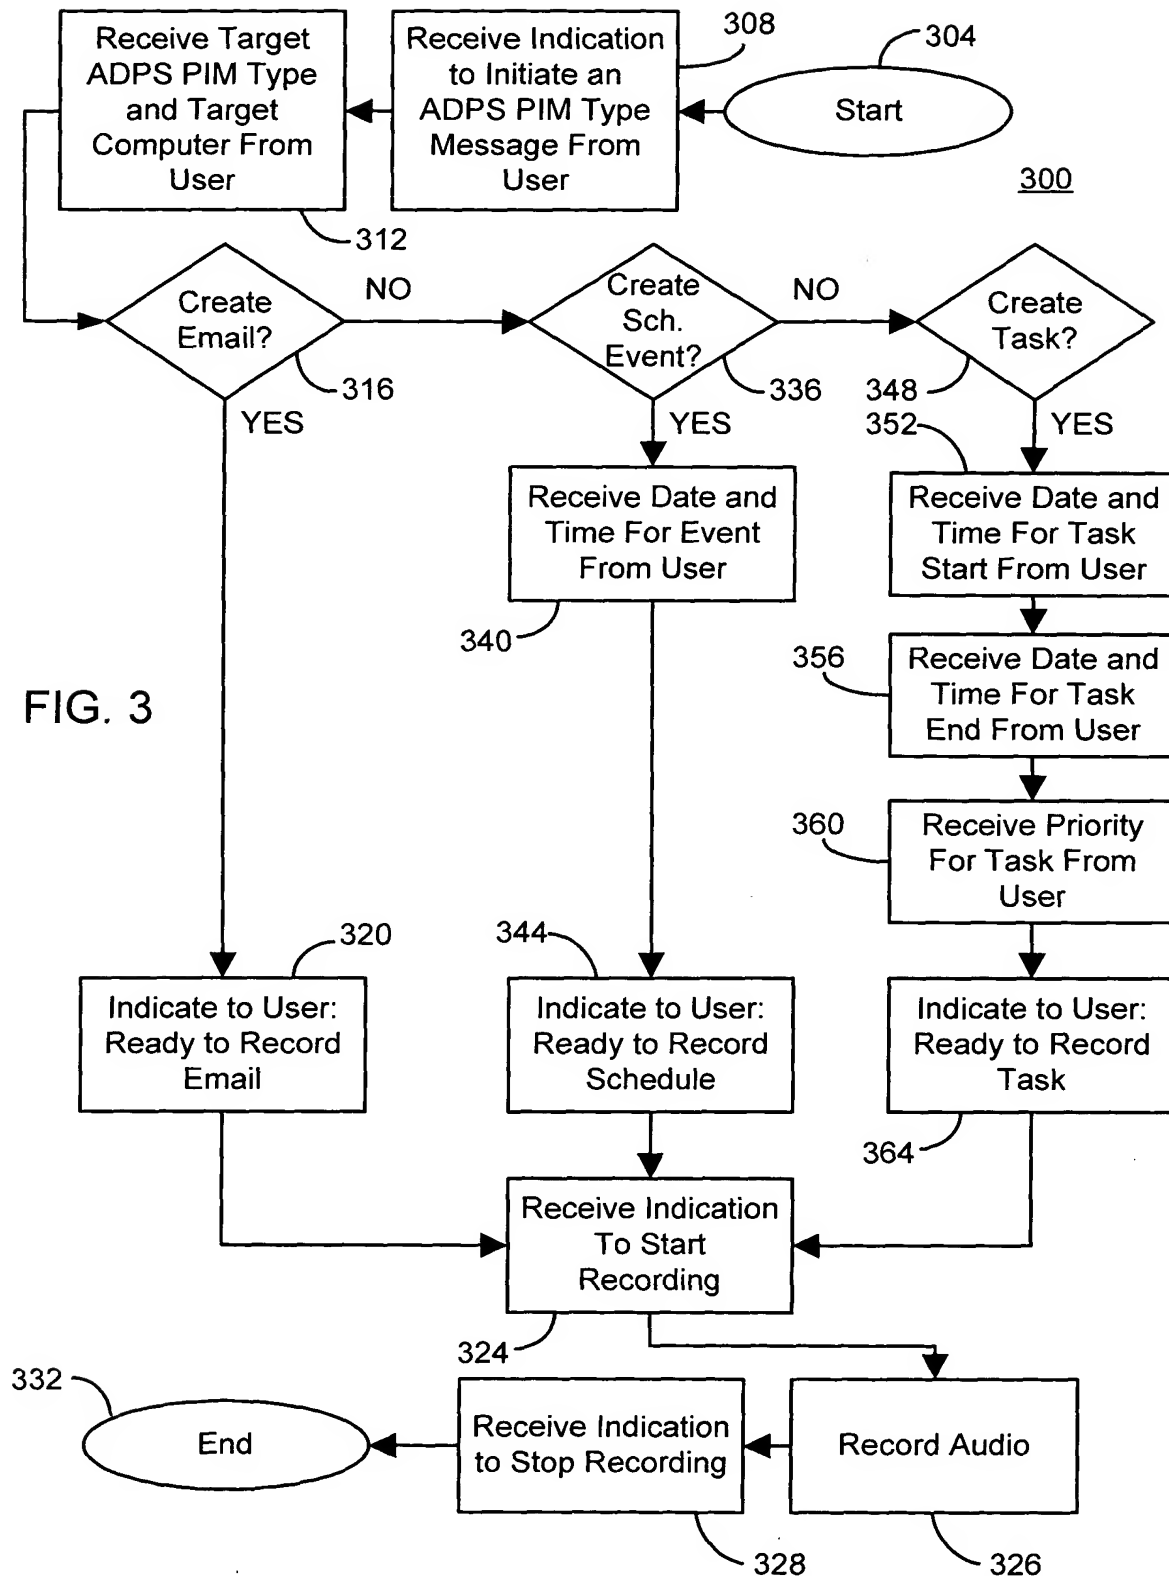 304
Start
308
Receive Indication
to Initiate an
ADPS PIM Type
Message From
User
Receive Target
ADPS PIM Type
and Target
Computer From
User
312
300
Create
Email?
316
NO
YES
Create
Sch.
Event?
336
NO
YES
Create
Task?
348
YES
352
Receive Date and
Time For Event
From User
340
Receive Date and
Time For Task
Start From User
356
Receive Date and
Time For Task
End From User
FIG. 3
360
Receive Priority
For Task From
User
320
Indicate to User:
Ready to Record
Email
344
Indicate to User:
Ready to Record
Schedule
Indicate to User:
Ready to Record
Task
364
Receive Indication
To Start
Recording
324
Record Audio
326
Receive Indication
to Stop Recording
328
332
End